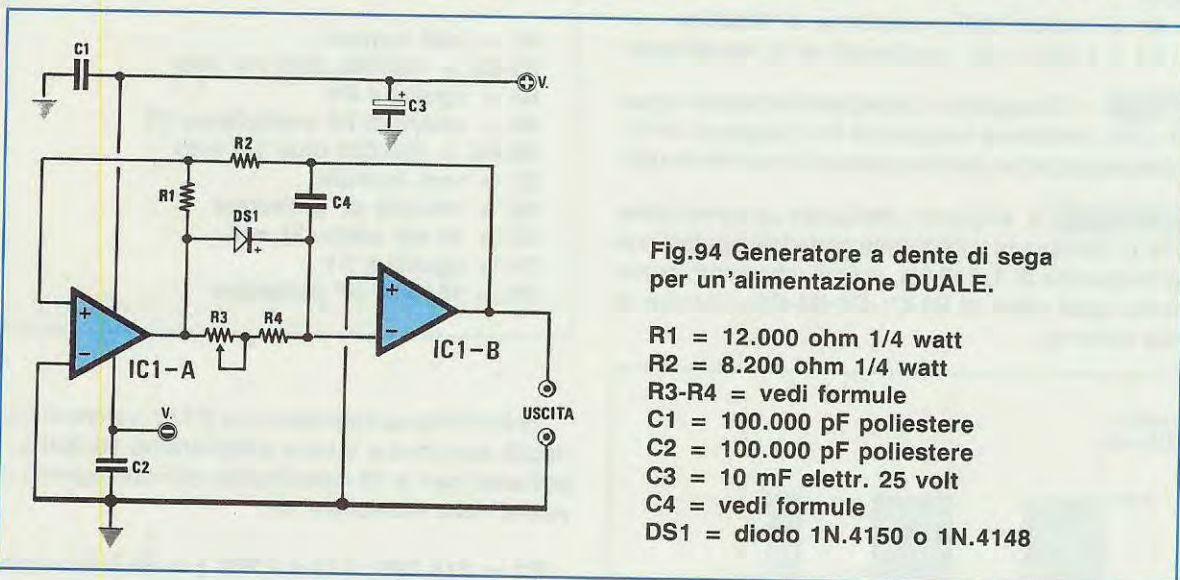 C1
V.
+
C3
R2
R1
C4
DS1
+
+
R3
R4
+
IC1-A
IC1-B
V.
USCITA
C2
Fig.94 Generatore a dente di sega
per un'alimentazione DUALE.
R1 = 12.000 ohm 1/4 watt
R2 = 8.200 ohm 1/4 watt
R3-R4 = vedi formule
C1 = 100.000 pF poliestere
C2 = 100.000 pF poliestere
C3 = 10 mF elettr. 25 volt
C4 = vedi formule
DS1 = diodo 1N.4150 o 1N.4148